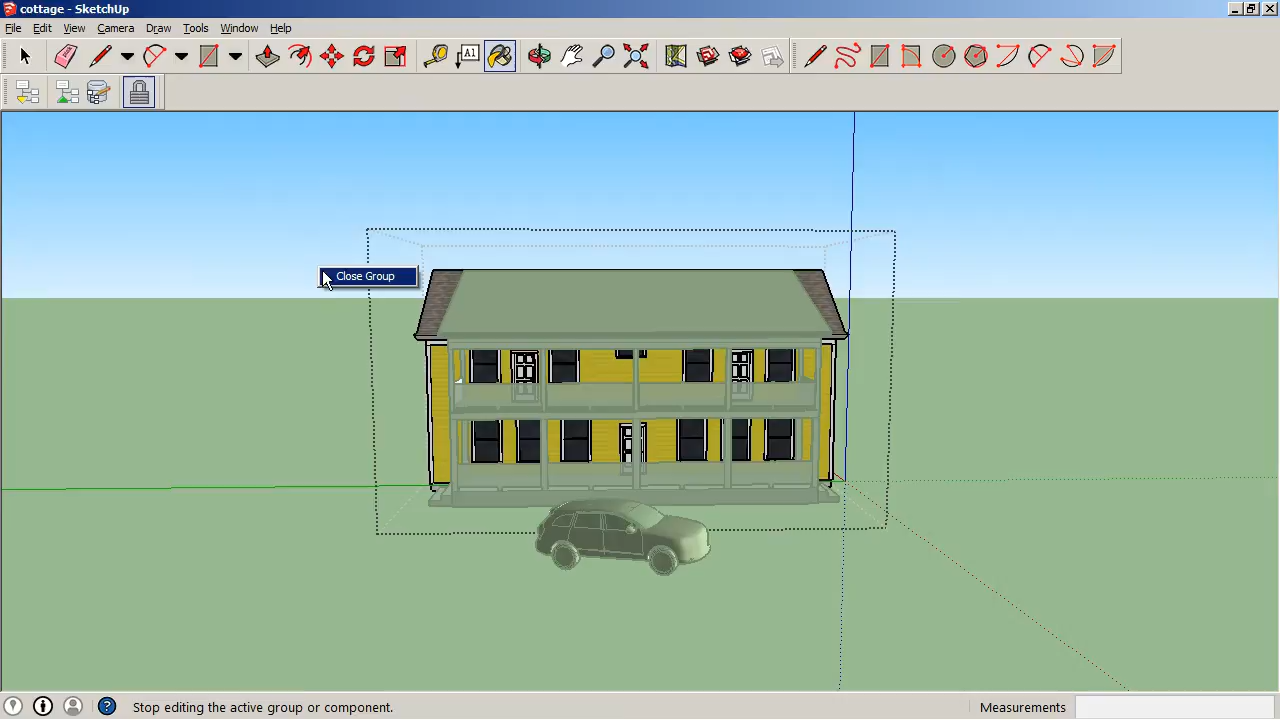 cottage - SketchUp
File Edit View Camera Draw Tools Window Help
A1
Close Group
Stop editing the active group or component.
Measurements